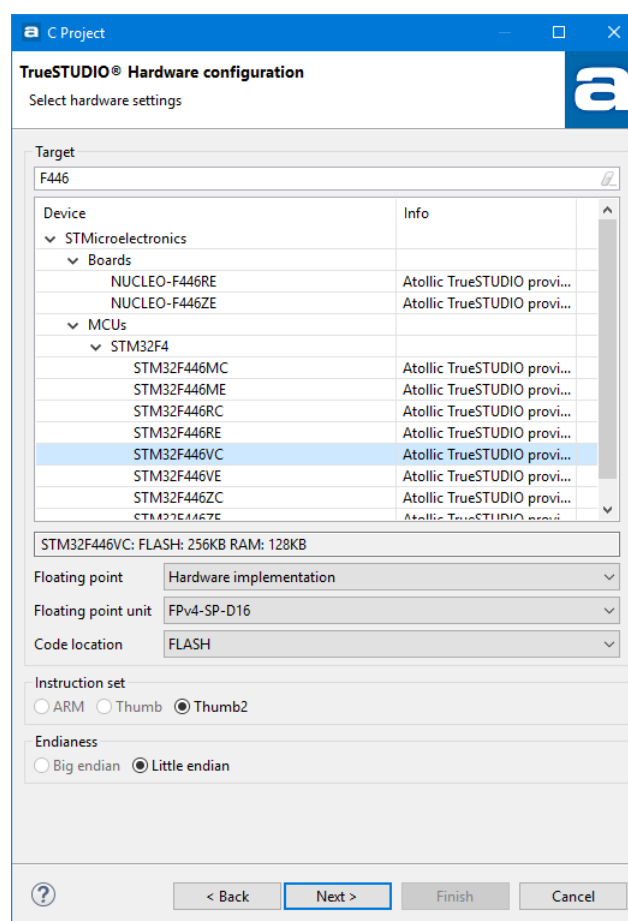 C Project
TrueSTUDIO® Hardware configuration
Select hardware settings
Target
F446
Device Info
STMicroelectronics
Boards
NUCLEO-F446RE Atollic TrueSTUDIO provi...
NUCLEO-F446ZE Atollic TrueSTUDIO provi...
MCUs
STM32F4
STM32F446MC Atollic TrueSTUDIO provi...
STM32F446ME Atollic TrueSTUDIO provi...
STM32F446RC Atollic TrueSTUDIO provi...
STM32F446RE Atollic TrueSTUDIO provi...
STM32F446VC Atollic TrueSTUDIO provi...
STM32F446VE Atollic TrueSTUDIO provi...
STM32F446ZC Atollic TrueSTUDIO provi...
STM32F446ZE Atollic TrueSTUDIO provi...
STM32F446VC: FLASH: 256KB RAM: 128KB
Floating point Hardware implementation
Floating point unit FPv4-SP-D16
Code location FLASH
Instruction set
ARM Thumb Thumb2
Endianess
Big endian Little endian
< Back Next > Finish Cancel